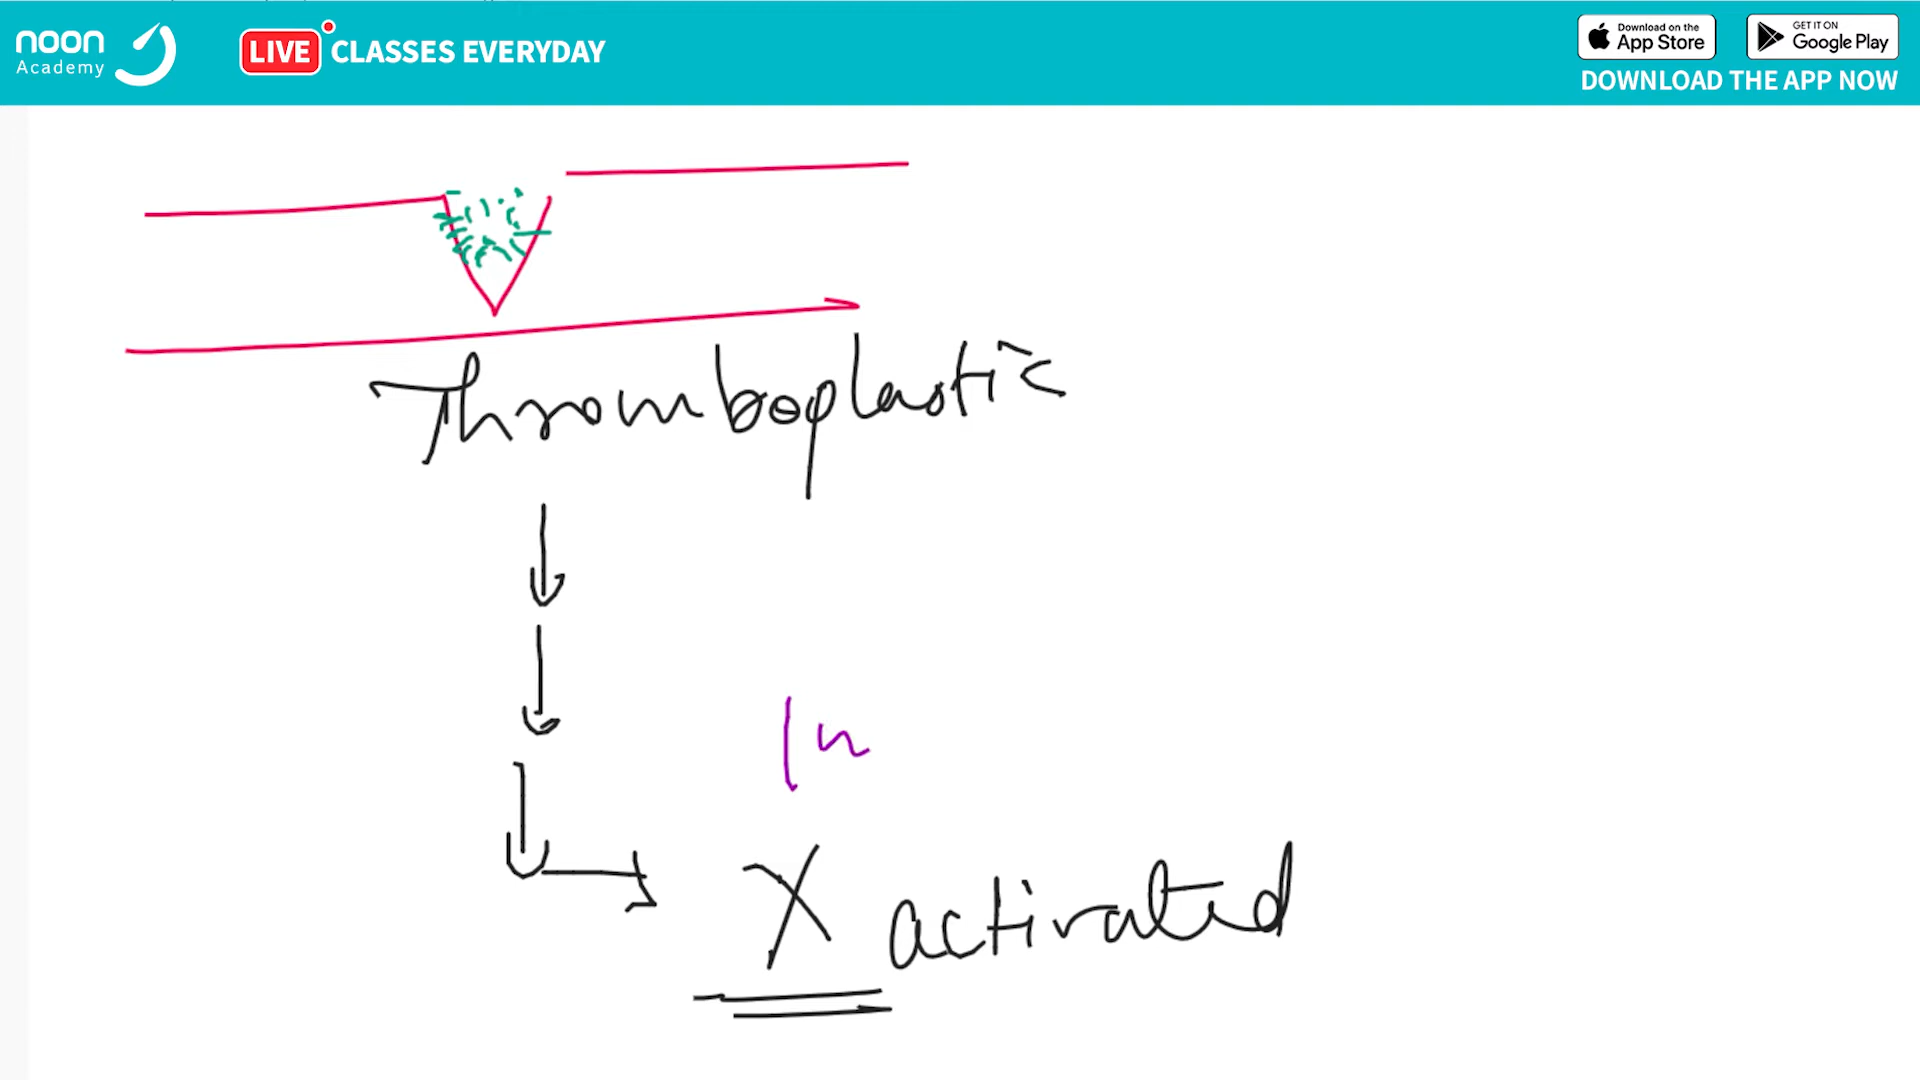 noon
Academy
LIVE CLASSES EVERYDAY
Download on the
App Store
GET IT ON
Google Play
DOWNLOAD THE APP NOW
Thromboplastic
In
X activated